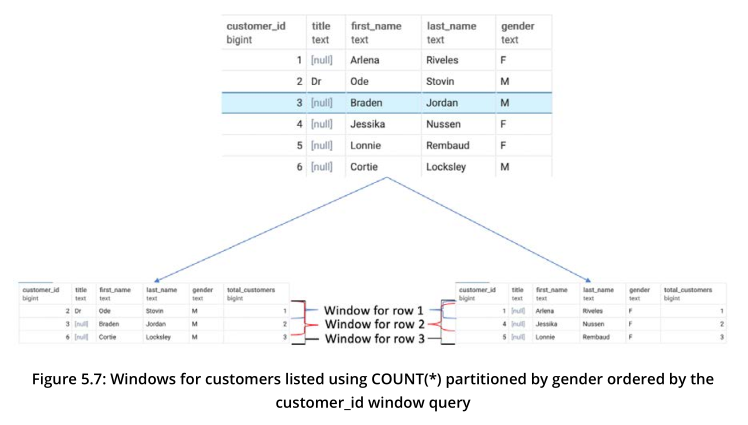 customer_id title first_name last_name gender
bigint text text text text
1 [null] Arlena Riveles F
2 Dr Ode Stovin M
3 [null] Braden Jordan M
4 [null] Jessika Nussen F
5 [null] Lonnie Rembaud F
6 [null] Cortie Locksley M
customer_id title first_name last_name gender total_customers
bigint text text text text bigint
2 Dr Ode Stovin M 1
3 [null] Braden Jordan M 2
6 [null] Cortie Locksley M 3
Window for row 1
Window for row 2
Window for row 3
customer_id title first_name last_name gender total_customers
bigint text text text text bigint
1 [null] Arlena Riveles F 1
4 [null] Jessika Nussen F 2
5 [null] Lonnie Rembaud F 3
Figure 5.7: Windows for customers listed using COUNT(*) partitioned by gender ordered by the
customer_id window query